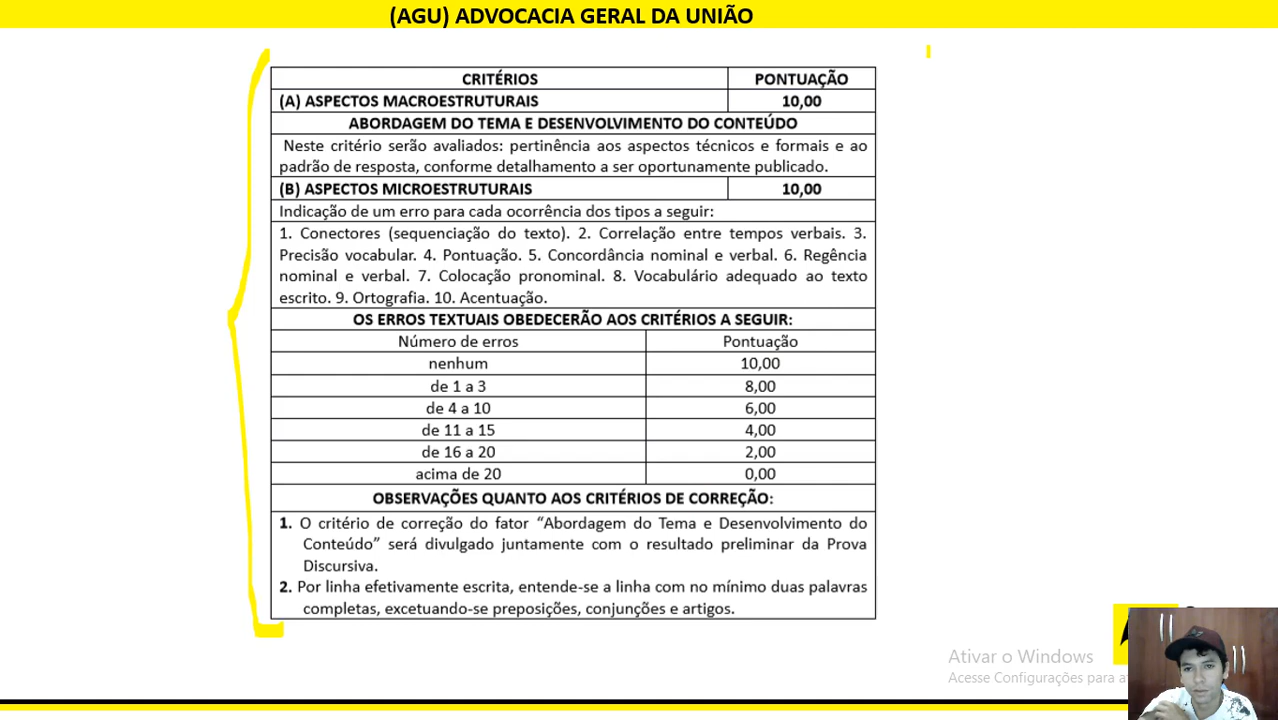 (AGU) ADVOCACIA GERAL DA UNIÃO
CRITÉRIOS PONTUAÇÃO
(A) ASPECTOS MACROESTRUTURAIS 10,00
ABORDAGEM DO TEMA E DESENVOLVIMENTO DO CONTEÚDO
Neste critério serão avaliados: pertinência aos aspectos técnicos e formais e ao
padrão de resposta, conforme detalhamento a ser oportunamente publicado.
(B) ASPECTOS MICROESTRUTURAIS 10,00
Indicação de um erro para cada ocorrência dos tipos a seguir:
1. Conectores (sequenciação do texto). 2. Correlação entre tempos verbais. 3.
Precisão vocabular. 4. Pontuação. 5. Concordância nominal e verbal. 6. Regência
nominal e verbal. 7. Colocação pronominal. 8. Vocabulário adequado ao texto
escrito. 9. Ortografia. 10. Acentuação.
OS ERROS TEXTUAIS OBEDECERÃO AOS CRITÉRIOS A SEGUIR:
Número de erros Pontuação
nenhum 10,00
de 1 a 3 8,00
de 4 a 10 6,00
de 11 a 15 4,00
de 16 a 20 2,00
acima de 20 0,00
OBSERVAÇÕES QUANTO AOS CRITÉRIOS DE CORREÇÃO:
1. O critério de correção do fator “Abordagem do Tema e Desenvolvimento do
Conteúdo” será divulgado juntamente com o resultado preliminar da Prova
Discursiva.
2. Por linha efetivamente escrita, entende-se a linha com no mínimo duas palavras
completas, excetuando-se preposições, conjunções e artigos.
Ativar o Windows
Acesse Configurações para